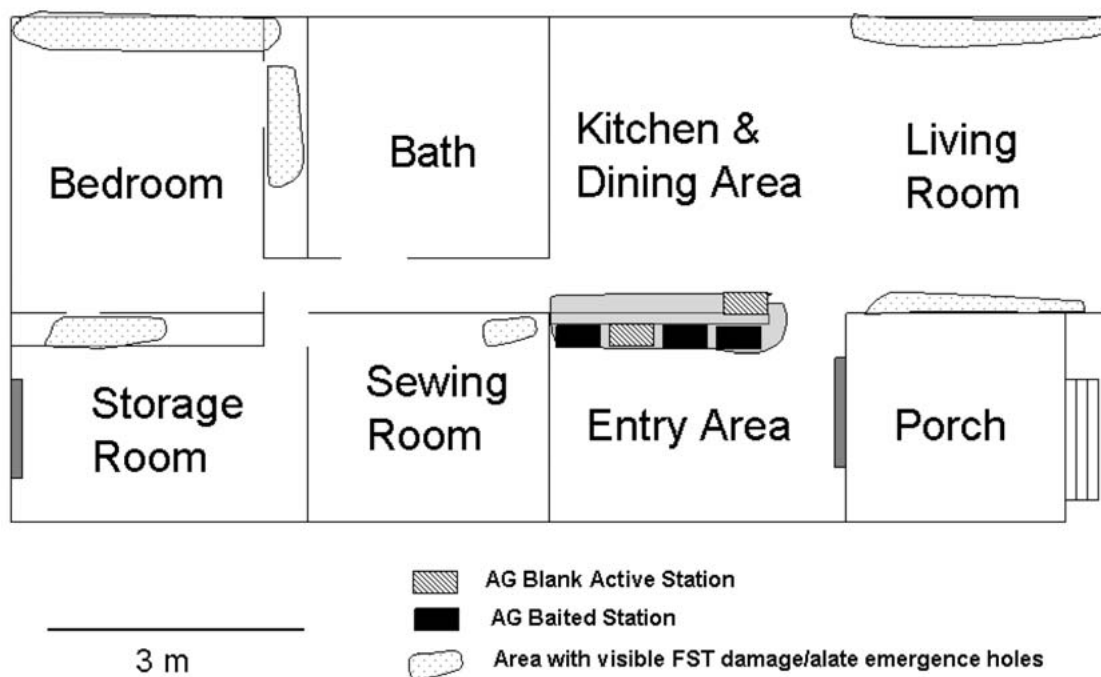 Bedroom
Bath
Kitchen &
Dining Area
Living
Room
Storage
Room
Sewing
Room
Entry Area
Porch
AG Blank Active Station
AG Baited Station
Area with visible FST damage/alate emergence holes
3 m